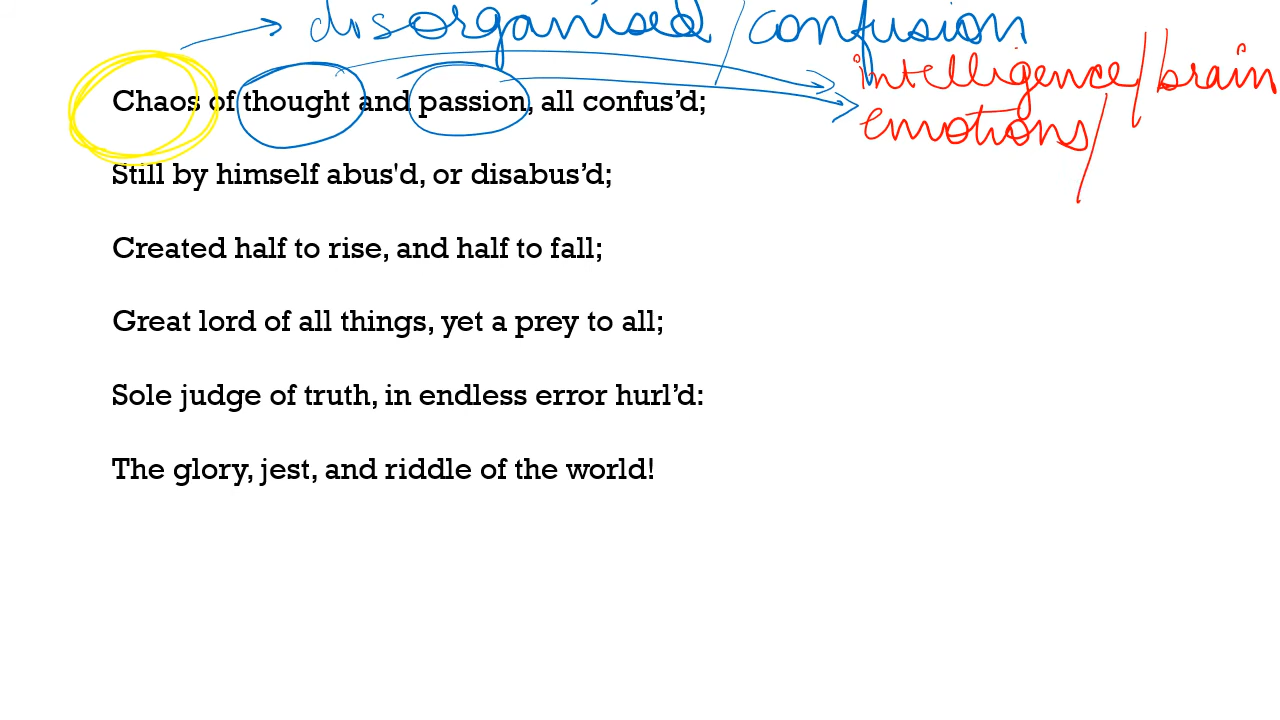 disorganised/confusion
intelligence/brain
Chaos of thought and passion, all confus’d;
emotions/
Still by himself abus'd, or disabus’d;
Created half to rise, and half to fall;
Great lord of all things, yet a prey to all;
Sole judge of truth, in endless error hurl’d:
The glory, jest, and riddle of the world!